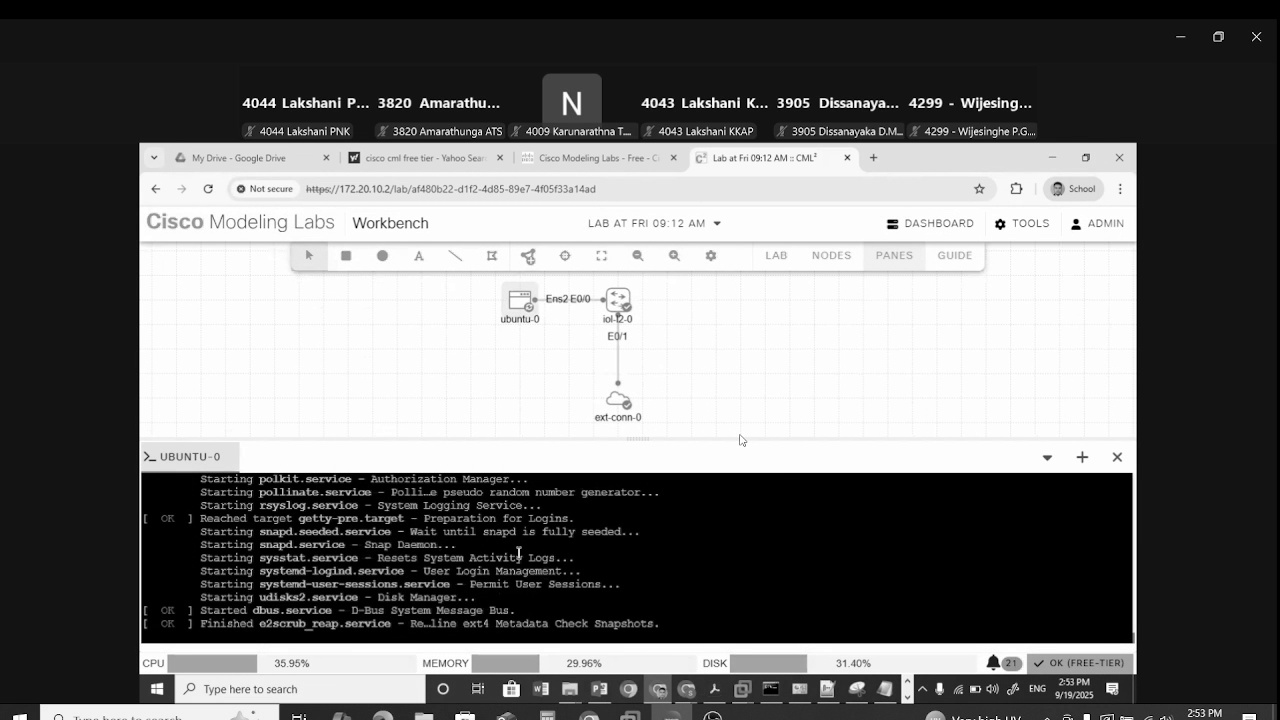 4044 Lakshani P... 3820 Amarathu... N 4043 Lakshani K... 3905 Dissanaya... 4299 - Wijesing...
4044 Lakshani PNK 3820 Amarathunga ATS 4009 Karunarathna T... 4043 Lakshani KKAP 3905 Dissanayaka D.M... 4299 - Wijesinghe P.G....
My Drive - Google Drive cisco cml free tier - Yahoo Sear Cisco Modeling Labs - Free - Ci Lab at Fri 09:12 AM :: CML²
Not secure https://172.20.10.2/lab/af480b22-d1f2-4d85-89e7-4f05f33a14ad School
Cisco Modeling Labs Workbench LAB AT FRI 09:12 AM DASHBOARD TOOLS ADMIN
A LAB NODES PANES GUIDE
Ens2 E0/0
ubuntu-0 iol-l2-0
E0/1
ext-conn-0
UBUNTU-0
Starting polkit.service - Authorization Manager...
Starting pollinate.service - Polli…e pseudo random number generator...
Starting rsyslog.service - System Logging Service...
[ OK ] Reached target getty-pre.target - Preparation for Logins.
Starting snapd.seeded.service - Wait until snapd is fully seeded...
Starting snapd.service - Snap Daemon...
Starting sysstat.service - Resets System Activity Logs...
Starting systemd-logind.service - User Login Management...
Starting systemd-user-sessions.service - Permit User Sessions...
Starting udisks2.service - Disk Manager...
[ OK ] Started dbus.service - D-Bus System Message Bus.
[ OK ] Finished e2scrub_reap.service - Re…line ext4 Metadata Check Snapshots.
CPU 35.95% MEMORY 29.96% DISK 31.40% 21 OK (FREE-TIER)
Type here to search ENG 2:53 PM
9/19/2025
Type here to search 2:53 PM